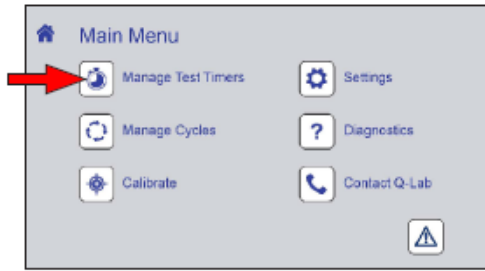 Main Menu
Manage Test Timers
Settings
Manage Cycles
? Diagnostics
Calibrate
Contact Q-Lab